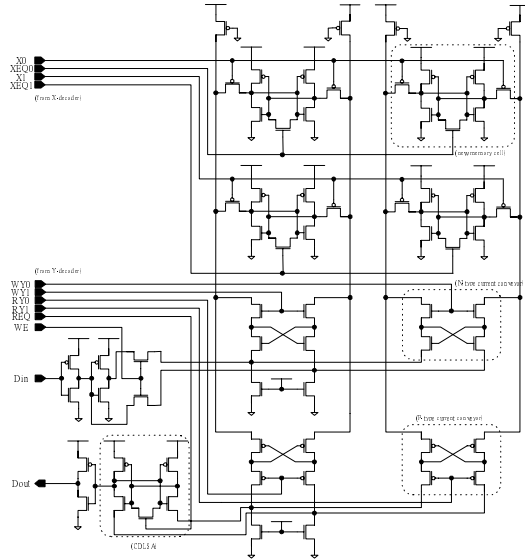 X0
XEQ0
X1
XEQ1
(from X-decoder)
(new memory cell)
(from Y-decoder)
WY0
WY1
RY0
RY1
REQ
WE
(N-type current conveyor)
Din
(P-type current conveyor)
Dout
(CDLSA)